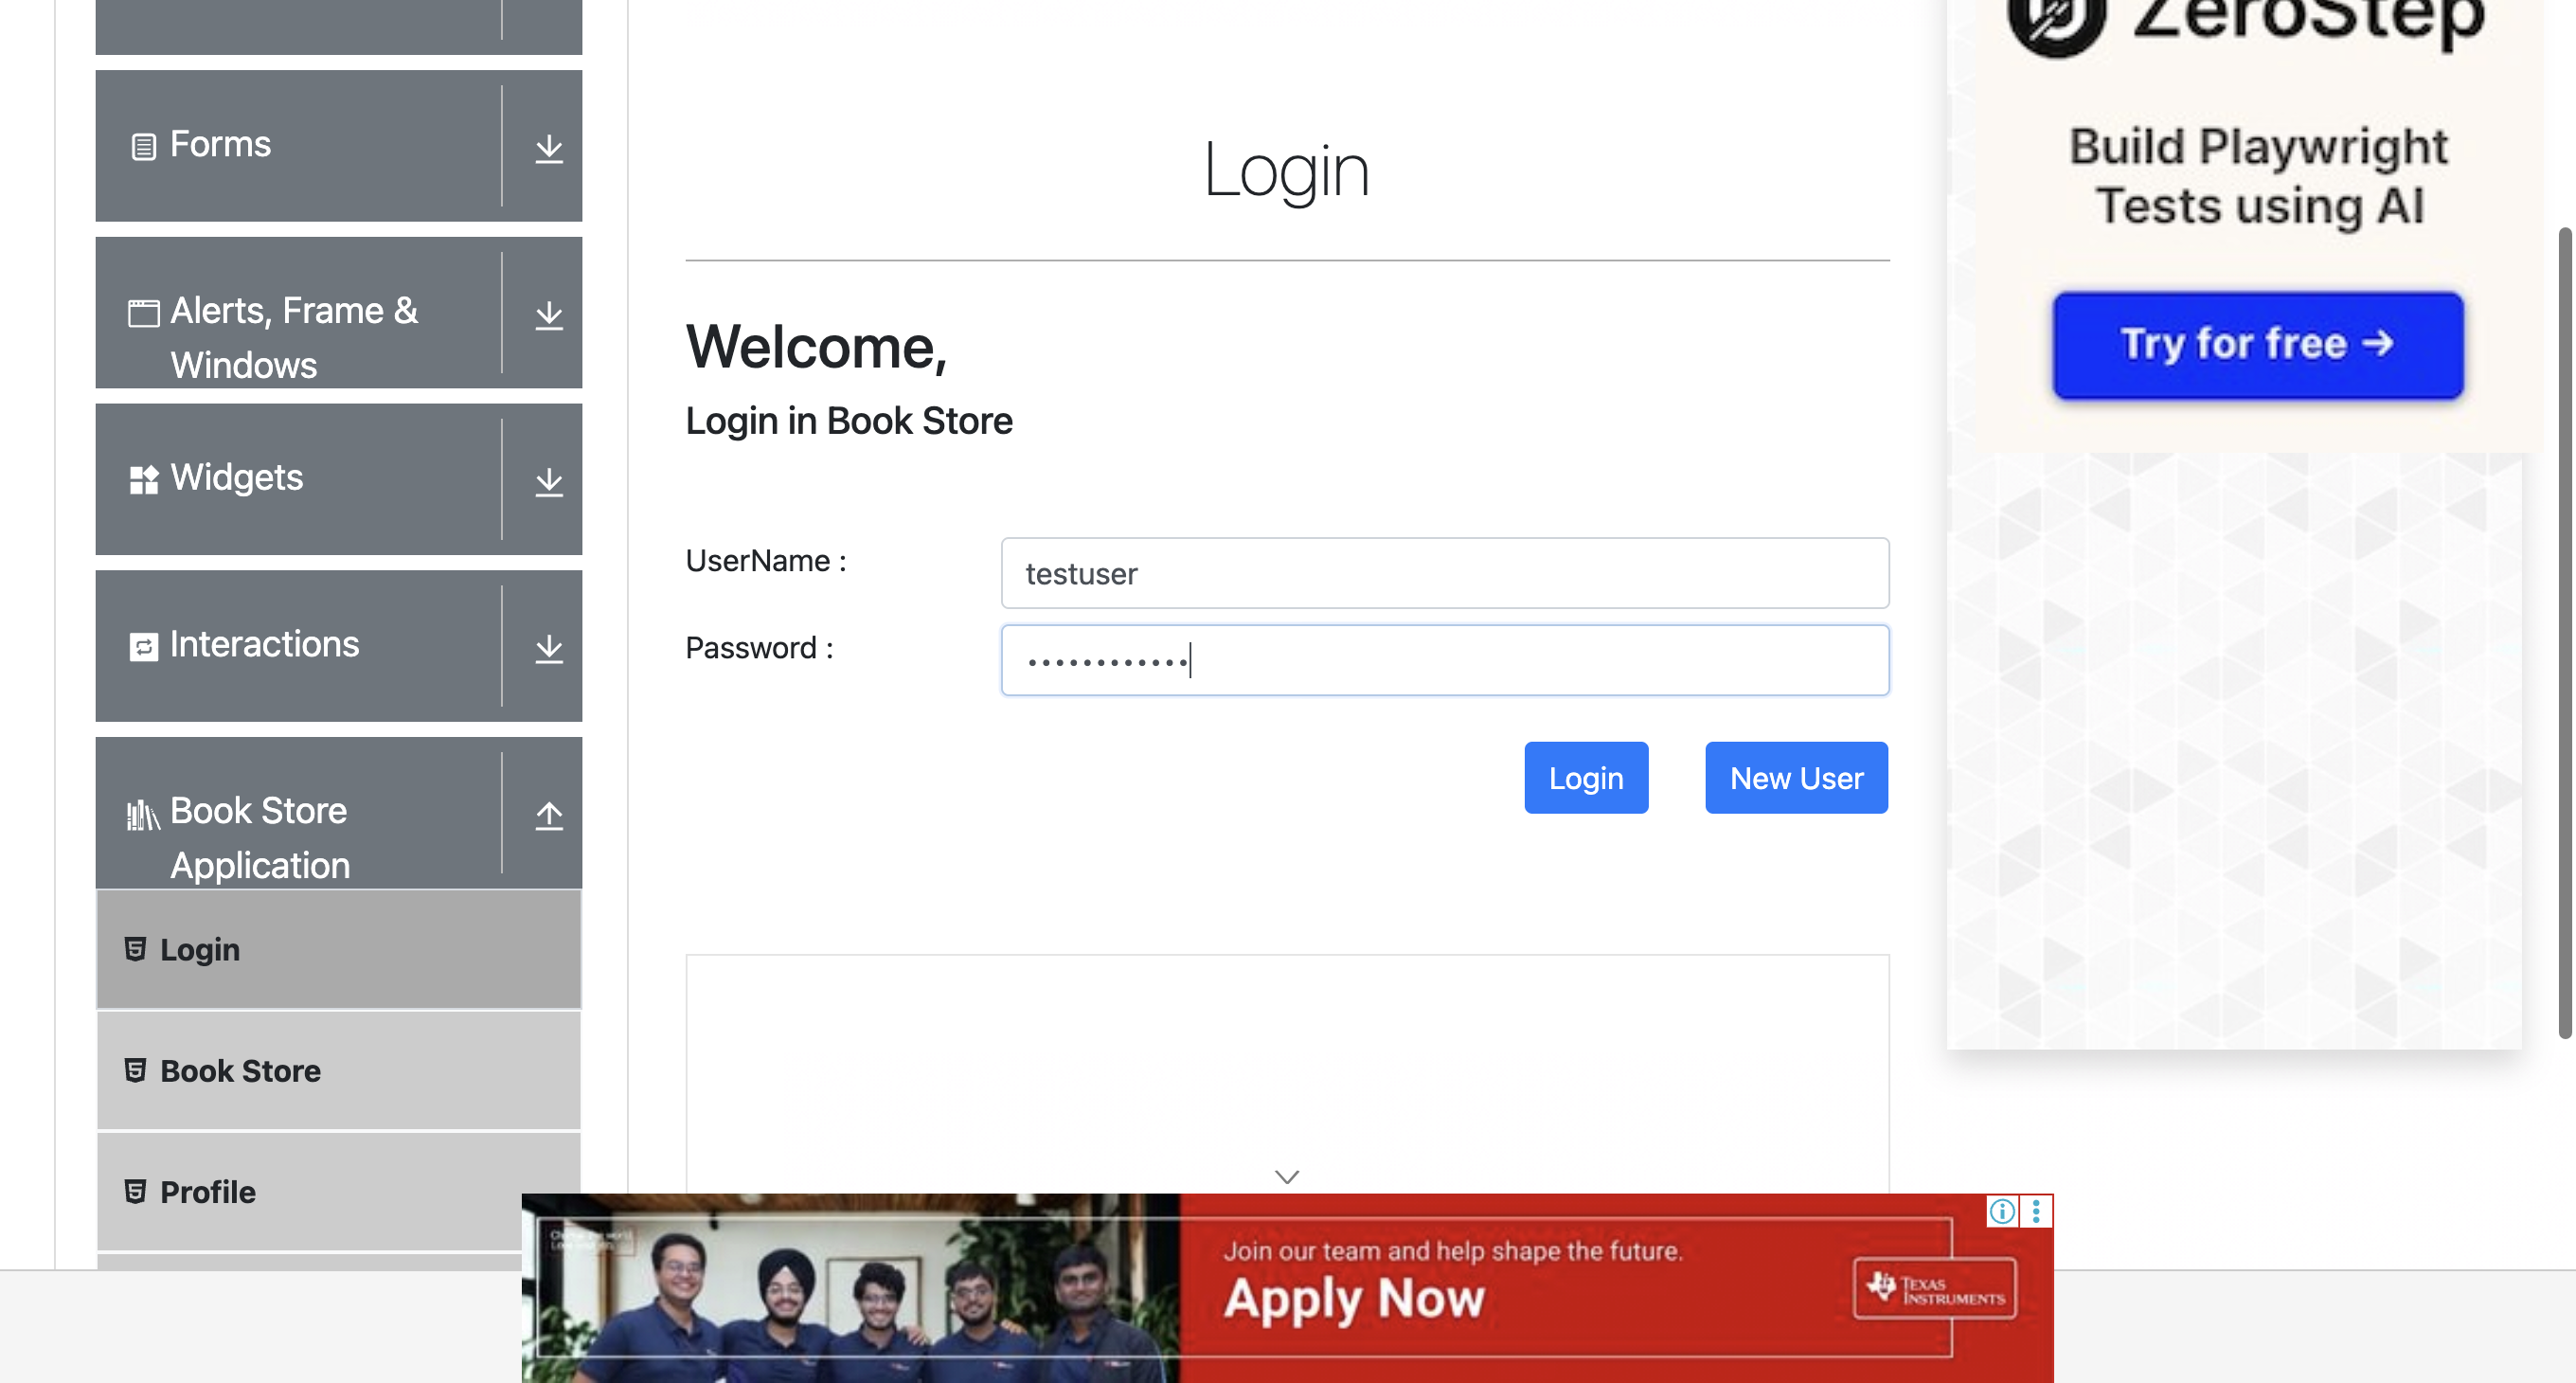 Forms
Alerts, Frame &
Windows
Widgets
Interactions
Book Store
Application
Login
Book Store
Profile
Login
Welcome,
Login in Book Store
UserName :
testuser
Password :
••••••••••••
Login
New User
ZeroStep
Build Playwright
Tests using AI
Try for free →
Join our team and help shape the future.
Apply Now
TEXAS
INSTRUMENTS